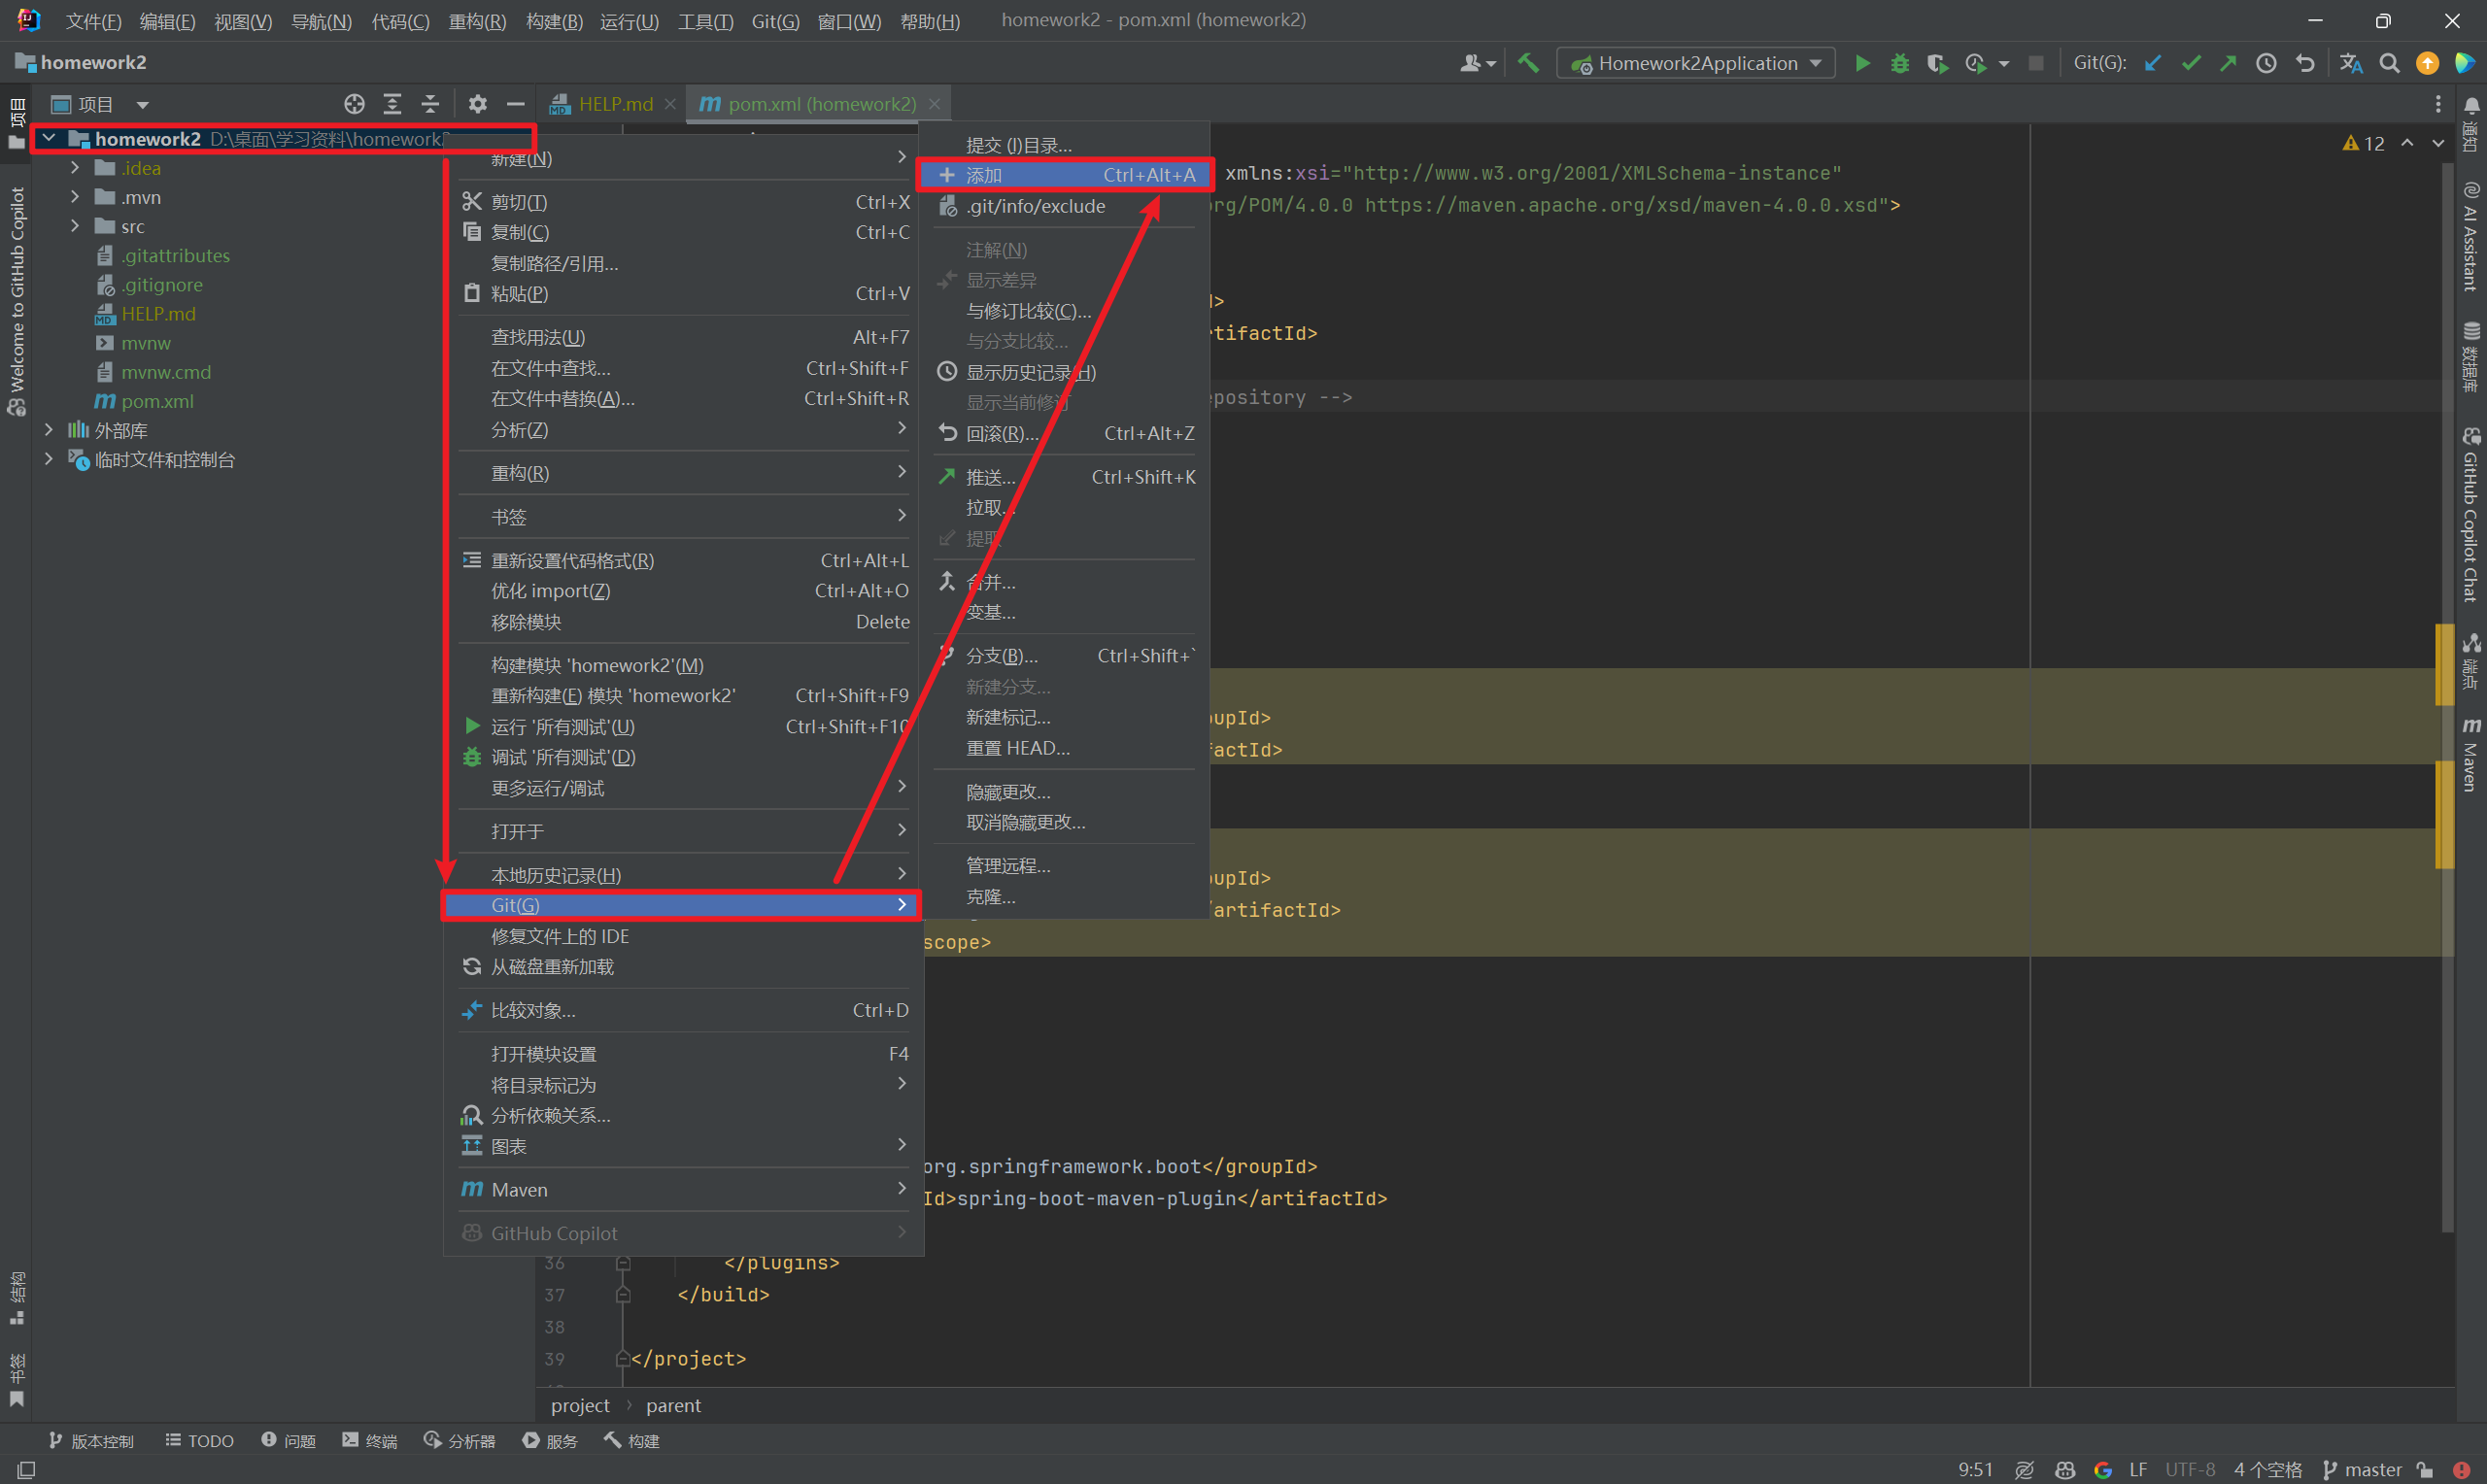 文件(F) 编辑(E) 视图(V) 导航(N) 代码(C) 重构(R) 构建(B) 运行(U) 工具(T) Git(G) 窗口(W) 帮助(H) homework2 - pom.xml (homework2)
homework2
Homework2Application
Git(G):
项目
HELP.md
pom.xml (homework2)
项目
Welcome to GitHub Copilot
结构
书签
homework2 D:\桌面\学习资料\homework2
.idea
.mvn
src
.gitattributes
.gitignore
HELP.md
mvnw
mvnw.cmd
pom.xml
外部库
临时文件和控制台
新建(N)
剪切(T) Ctrl+X
复制(C) Ctrl+C
复制路径/引用...
粘贴(P) Ctrl+V
查找用法(U) Alt+F7
在文件中查找... Ctrl+Shift+F
在文件中替换(A)... Ctrl+Shift+R
分析(Z)
重构(R)
书签
重新设置代码格式(R) Ctrl+Alt+L
优化 import(Z) Ctrl+Alt+O
移除模块 Delete
构建模块 'homework2'(M)
重新构建(E) 模块 'homework2' Ctrl+Shift+F9
运行 '所有测试'(U) Ctrl+Shift+F10
调试 '所有测试'(D)
更多运行/调试
打开于
本地历史记录(H)
Git(G)
修复文件上的 IDE
从磁盘重新加载
比较对象... Ctrl+D
打开模块设置 F4
将目录标记为
分析依赖关系...
图表
Maven
GitHub Copilot
提交 (I)目录...
添加 Ctrl+Alt+A
.git/info/exclude
注解(N)
显示差异
与修订比较(C)...
与分支比较...
显示历史记录(H)
显示当前修订
回滚(R)... Ctrl+Alt+Z
推送... Ctrl+Shift+K
拉取...
提取
合并...
变基...
分支(B)... Ctrl+Shift+`
新建分支...
新建标记...
重置 HEAD...
隐藏更改...
取消隐藏更改...
管理远程...
克隆...
12
xmlns:xsi="http://www.w3.org/2001/XMLSchema-instance"
rg/POM/4.0.0 https://maven.apache.org/xsd/maven-4.0.0.xsd">
>
tifactId>
pository -->
upId>
factId>
upId>
artifactId>
scope>
org.springframework.boot</groupId>
Id>spring-boot-maven-plugin</artifactId>
36 </plugins>
37 </build>
38
39 </project>
project parent
通知
AI Assistant
数据库
GitHub Copilot Chat
端点
Maven
版本控制 TODO 问题 终端 分析器 服务 构建
9:51 LF UTF-8 4 个空格 master